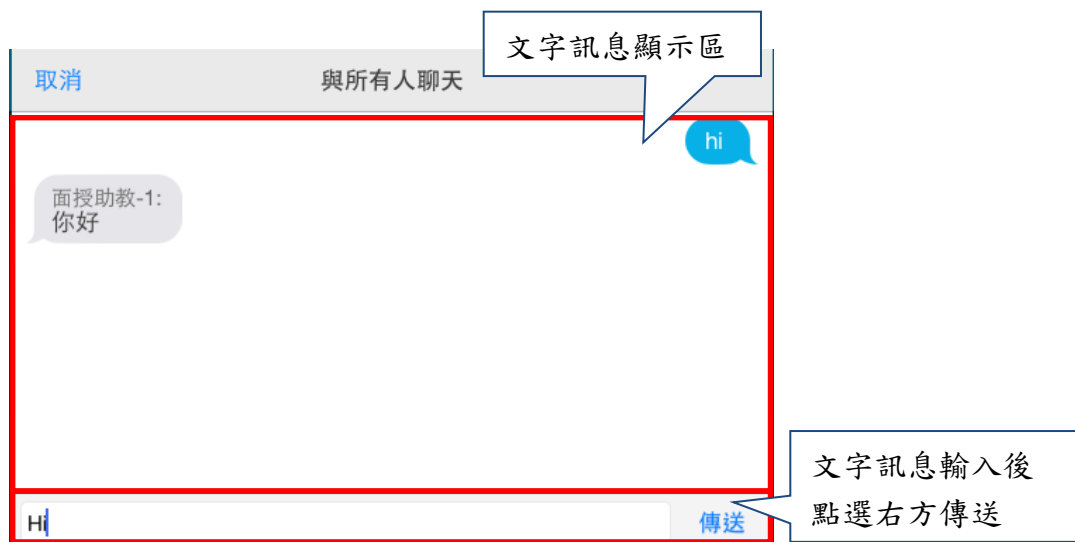 文字訊息顯示區
取消
與所有人聊天
hi
面授助教-1:
你好
文字訊息輸入後
點選右方傳送
Hi
傳送